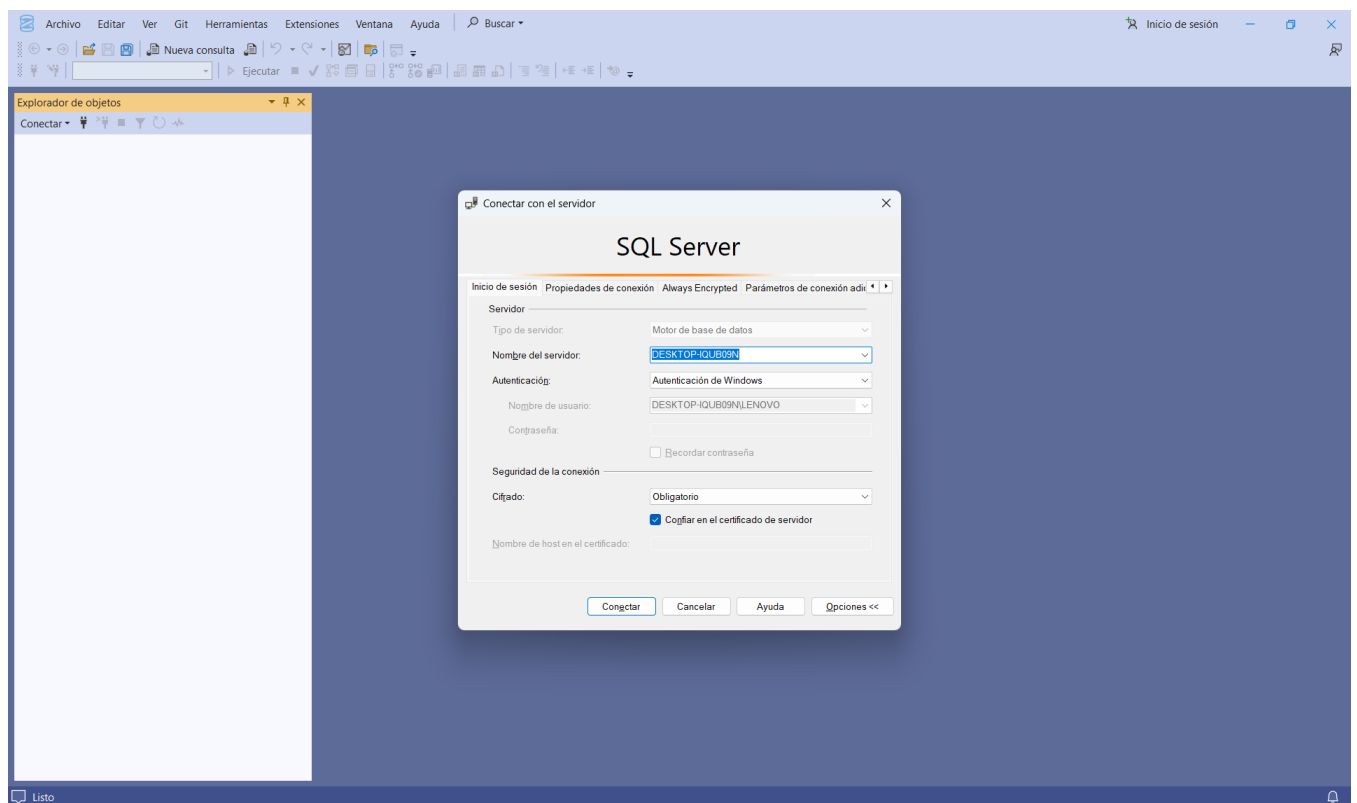 Archivo Editar Ver Git Herramientas Extensiones Ventana Ayuda Buscar Inicio de sesión
Nueva consulta
Ejecutar
Explorador de objetos
Conectar
Conectar con el servidor
SQL Server
Inicio de sesión Propiedades de conexión Always Encrypted Parámetros de conexión adic
Servidor
Tipo de servidor: Motor de base de datos
Nombre del servidor: DESKTOP-IQUB09N
Autenticación: Autenticación de Windows
Nombre de usuario: DESKTOP-IQUB09N\LENOVO
Contraseña:
Recordar contraseña
Seguridad de la conexión
Cifrado: Obligatorio
Confiar en el certificado de servidor
Nombre de host en el certificado:
Conectar Cancelar Ayuda Opciones <<
Listo